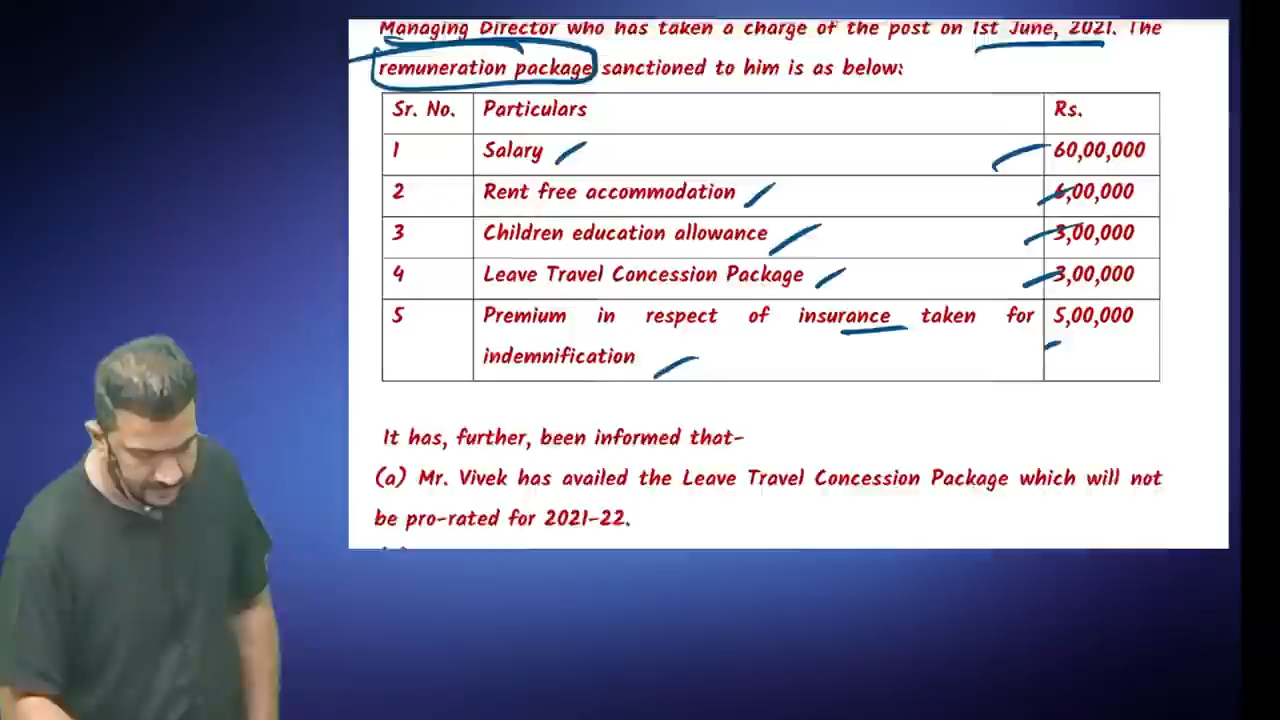 Managing Director who has taken a charge of the post on 1st June, 2021. The
remuneration package sanctioned to him is as below:
Sr. No. Particulars Rs.
1 Salary 60,00,000
2 Rent free accommodation 6,00,000
3 Children education allowance 3,00,000
4 Leave Travel Concession Package 3,00,000
5 Premium in respect of insurance taken for 5,00,000
indemnification
It has, further, been informed that-
(a) Mr. Vivek has availed the Leave Travel Concession Package which will not
be pro-rated for 2021-22.